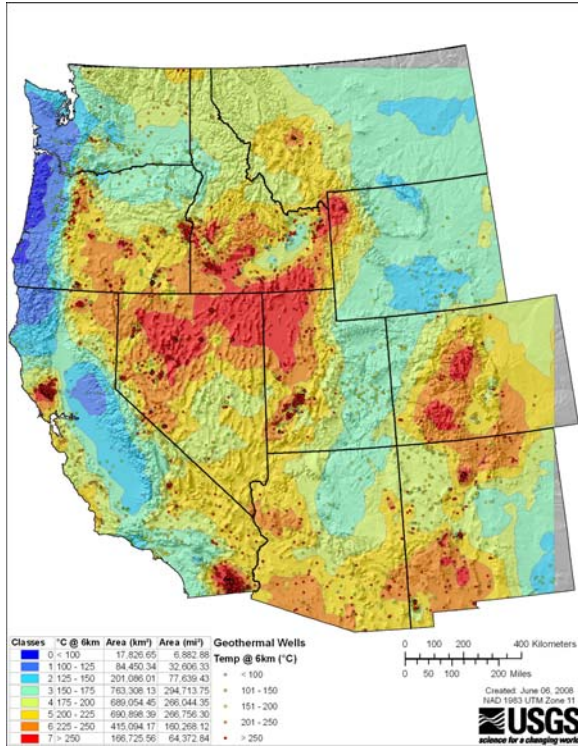 Classes °C @ 6km Area (km²) Area (mi²)
0 < 100 17,826.65 6,882.88
1 100 - 125 84,450.34 32,606.33
2 125 - 150 201,086.01 77,639.43
3 150 - 175 763,308.13 294,713.75
4 175 - 200 689,054.45 266,044.35
5 200 - 225 690,898.39 266,756.30
6 225 - 250 415,094.17 160,268.12
7 > 250 166,725.56 64,372.84
Geothermal Wells
Temp @ 6km (°C)
< 100
101 - 150
151 - 200
201 - 250
> 250
0 100 200 400 Kilometers
0 50 100 200 Miles
Created: June 06, 2008
NAD 1983 UTM Zone 11
USGS
science for a changing world